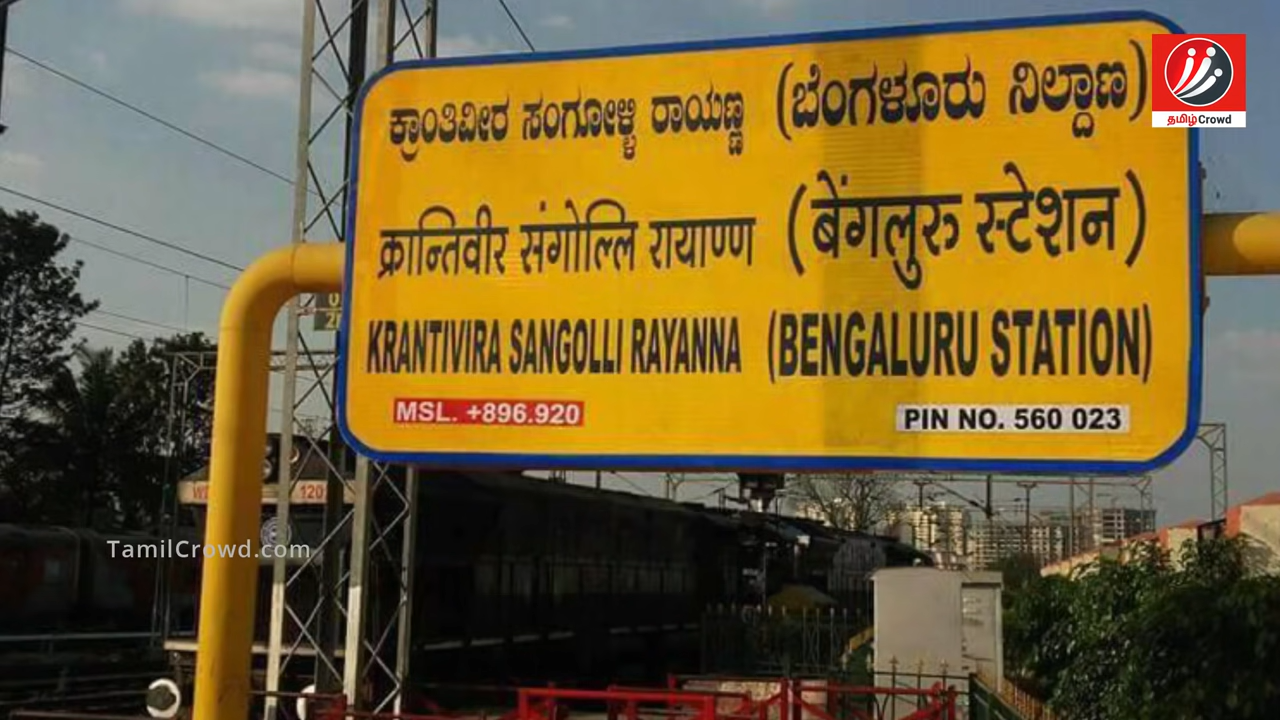 ಕ್ರಾಂತಿವೀರ ಸಂಗೊಳ್ಳಿ ರಾಯಣ್ಣ (ಬೆಂಗಳೂರು ನಿಲ್ದಾಣ)
क्रान्तिवीर संगोल्लि रायाण्ण (बेंगलुरु स्टेशन)
KRANTIVIRA SANGOLLI RAYANNA (BENGALURU STATION)
MSL. +896.920
PIN NO. 560 023
தமிழ்Crowd
TamilCrowd.com